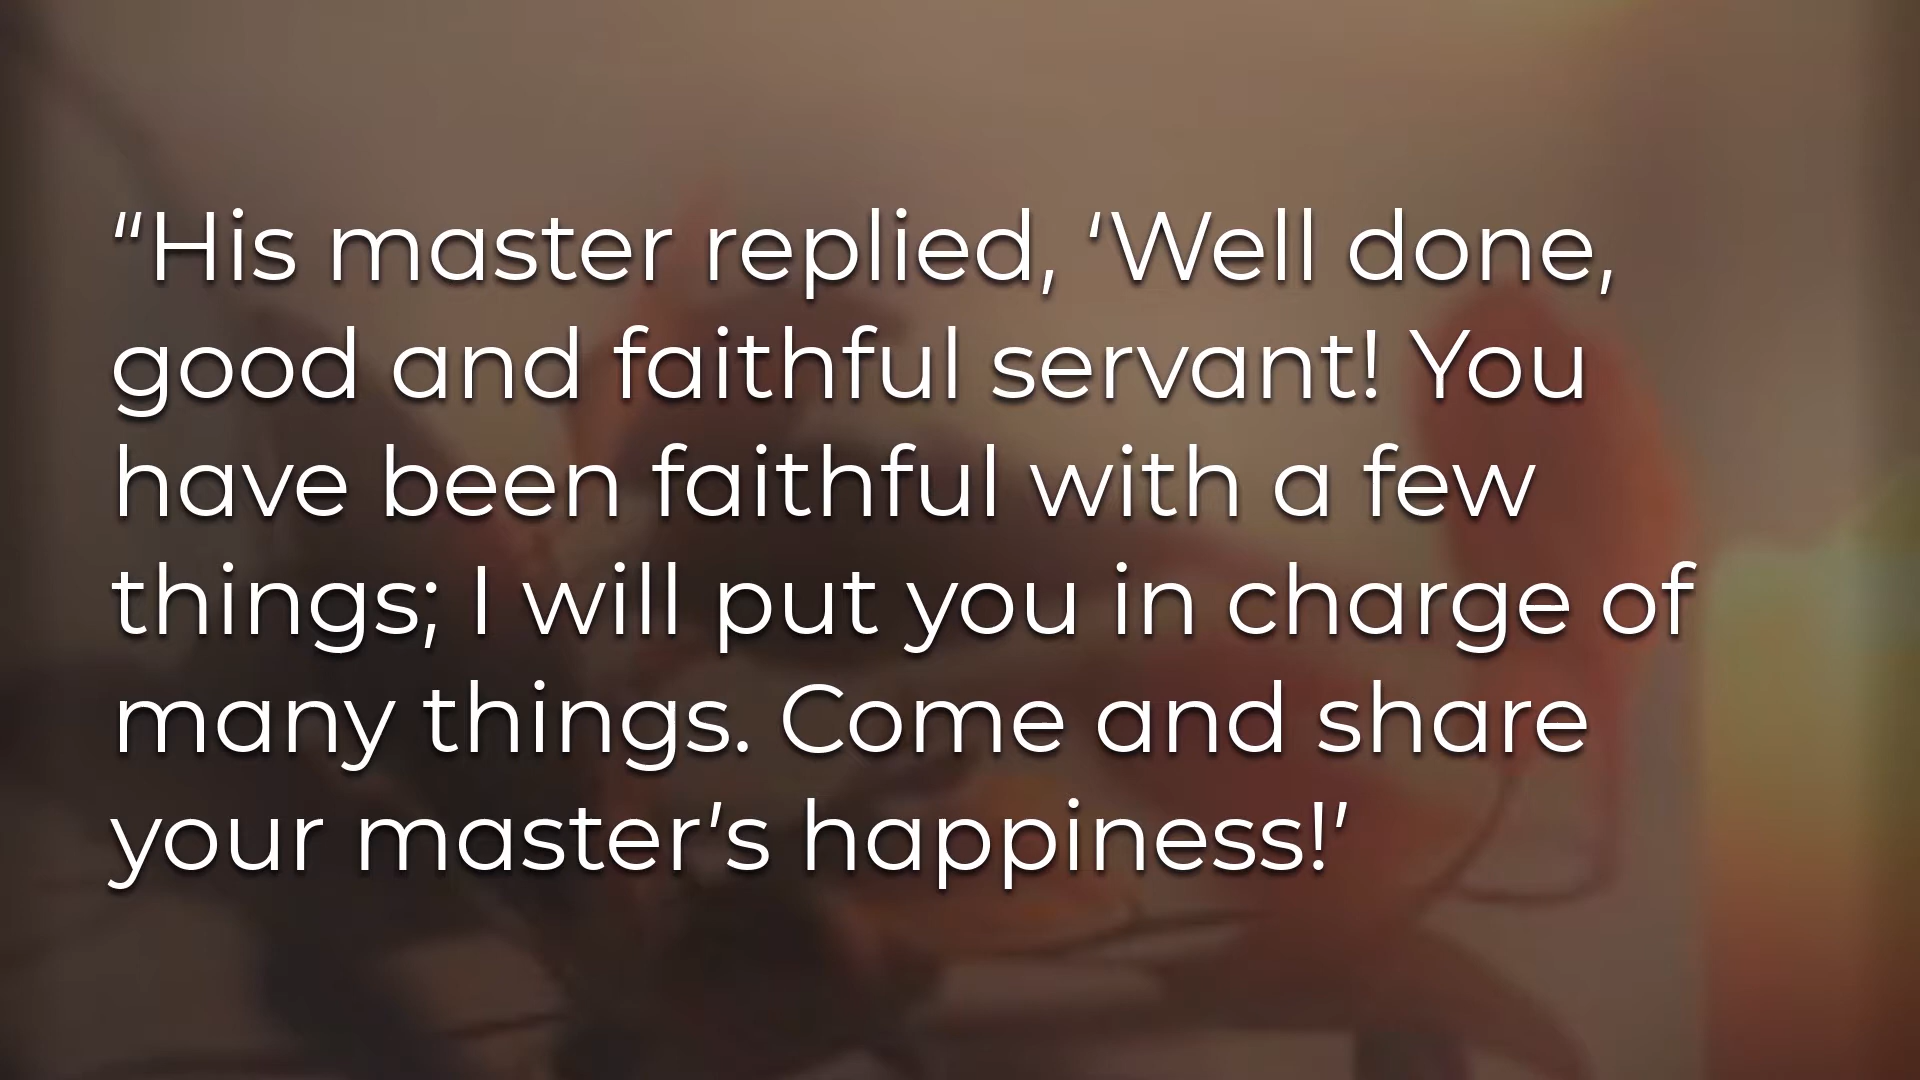 “His master replied, ‘Well done,
good and faithful servant! You
have been faithful with a few
things; I will put you in charge of
many things. Come and share
your master’s happiness!’